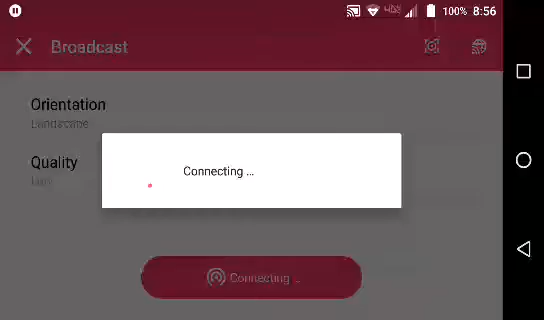 100% 8:56
Broadcast
Orientation
Landscape
Quality
Connecting ...
Connecting ...